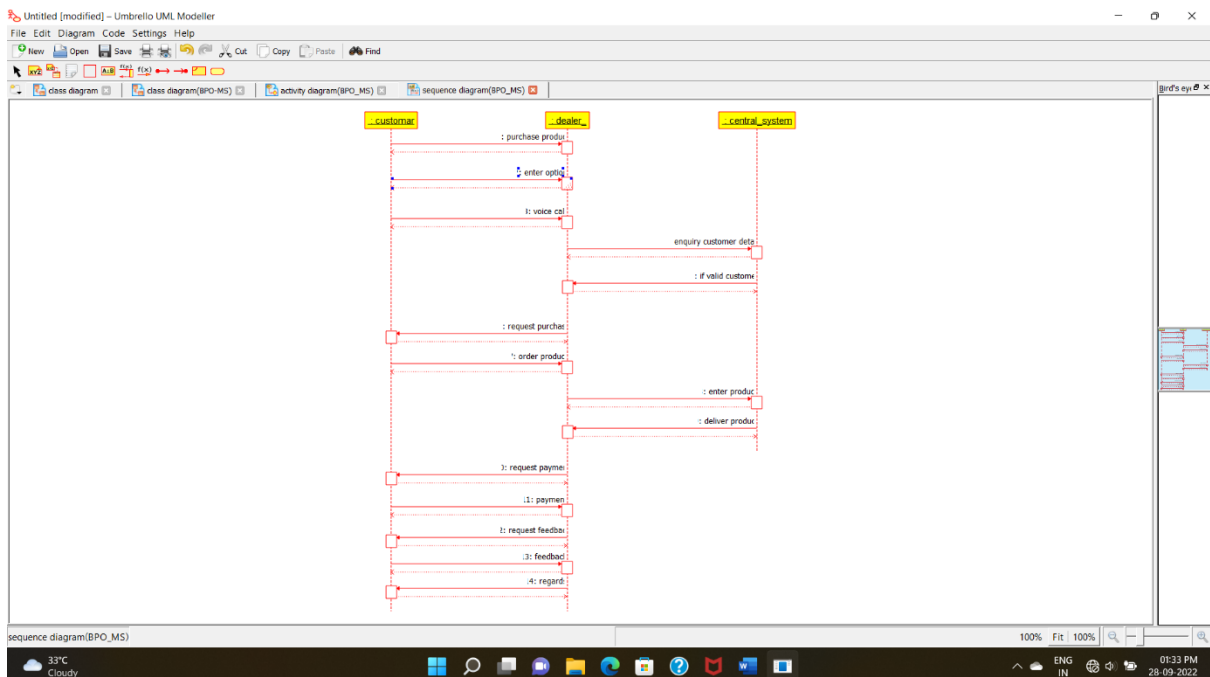 Untitled [modified] – Umbrello UML Modeller
File Edit Diagram Code Settings Help
New Open Save Cut Copy Paste Find
class diagram class diagram(BPO-MS) activity diagram(BPO_MS) sequence diagram(BPO_MS) Bird's eye
: customar : dealer_ : central_system
: purchase produ
: enter optio
: voice cal
enquiry customer deta
: if valid custome
: request purchas
: order produc
: enter produc
: deliver produc
): request paymen
1: paymen
2: request feedba
3: feedbac
4: regard
sequence diagram(BPO_MS) 100% Fit 100%
33°C
Cloudy
ENG
IN
01:33 PM
28-09-2022